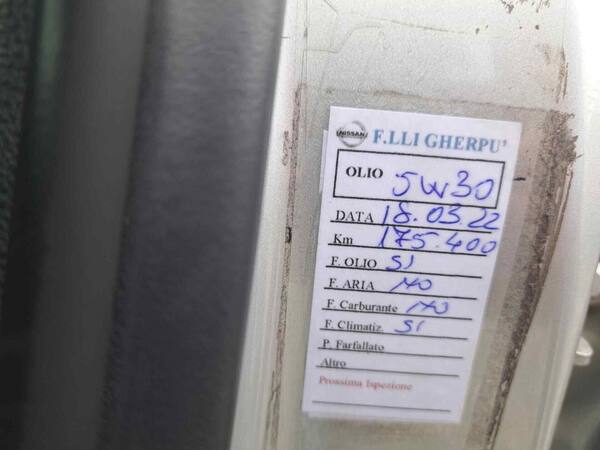 NISSAN F.LLI GHERPU'
OLIO 5W30
DATA 18.03.22
Km 175.400
F. OLIO SI
F. ARIA NO
F. Carburante NO
F. Climatiz. SI
P. Farfallato
Altro
Prossima Ispezione